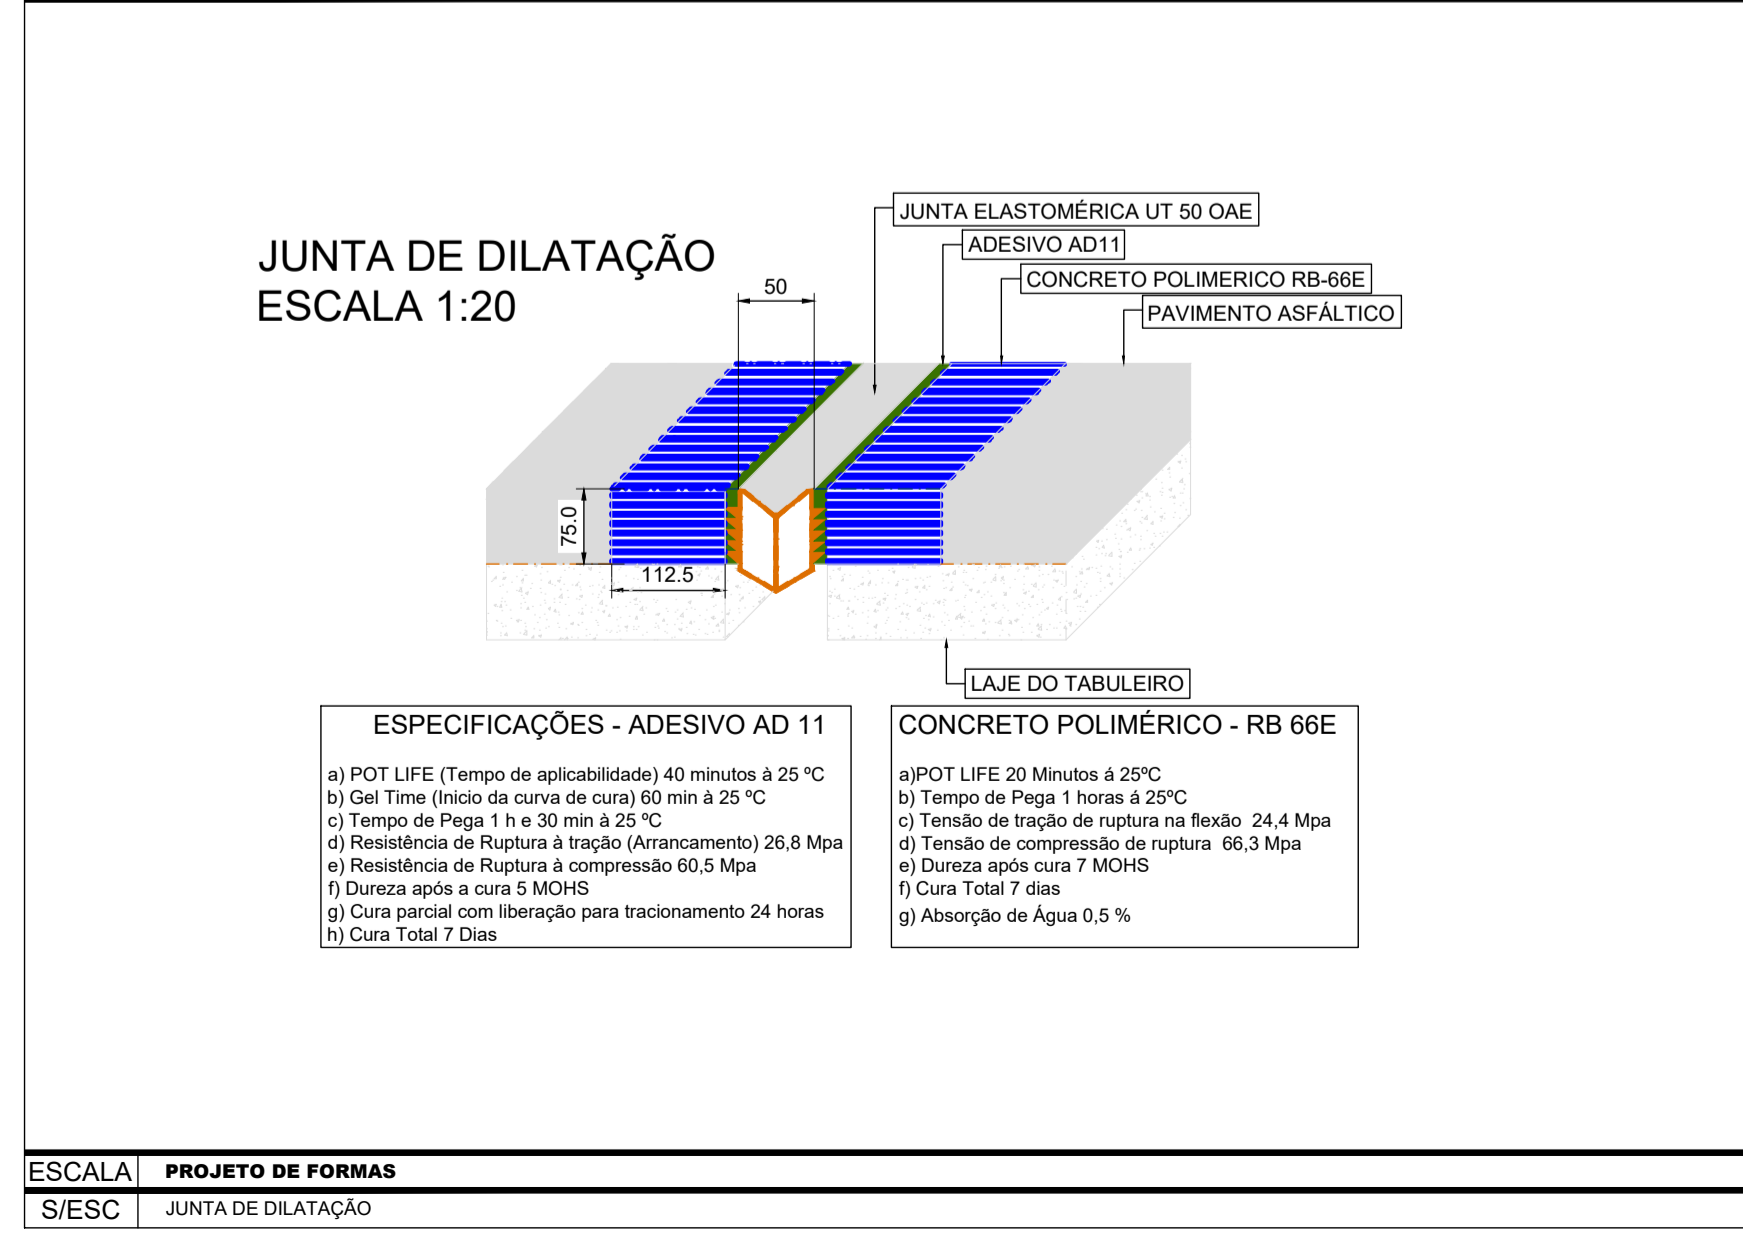 JUNTA DE DILATAÇÃO
ESCALA 1:20
JUNTA ELASTOMÉRICA UT 50 OAE
ADESIVO AD11
CONCRETO POLIMERICO RB-66E
PAVIMENTO ASFÁLTICO
50
75.0
112.5
LAJE DO TABULEIRO
ESPECIFICAÇÕES - ADESIVO AD 11
a) POT LIFE (Tempo de aplicabilidade) 40 minutos à 25 ºC
b) Gel Time (Inicio da curva de cura) 60 min à 25 ºC
c) Tempo de Pega 1 h e 30 min à 25 ºC
d) Resistência de Ruptura à tração (Arrancamento) 26,8 Mpa
e) Resistência de Ruptura à compressão 60,5 Mpa
f) Dureza após a cura 5 MOHS
g) Cura parcial com liberação para tracionamento 24 horas
h) Cura Total 7 Dias
CONCRETO POLIMÉRICO - RB 66E
a)POT LIFE 20 Minutos á 25ºC
b) Tempo de Pega 1 horas á 25ºC
c) Tensão de tração de ruptura na flexão 24,4 Mpa
d) Tensão de compressão de ruptura 66,3 Mpa
e) Dureza após cura 7 MOHS
f) Cura Total 7 dias
g) Absorção de Água 0,5 %
ESCALA PROJETO DE FORMAS
S/ESC JUNTA DE DILATAÇÃO